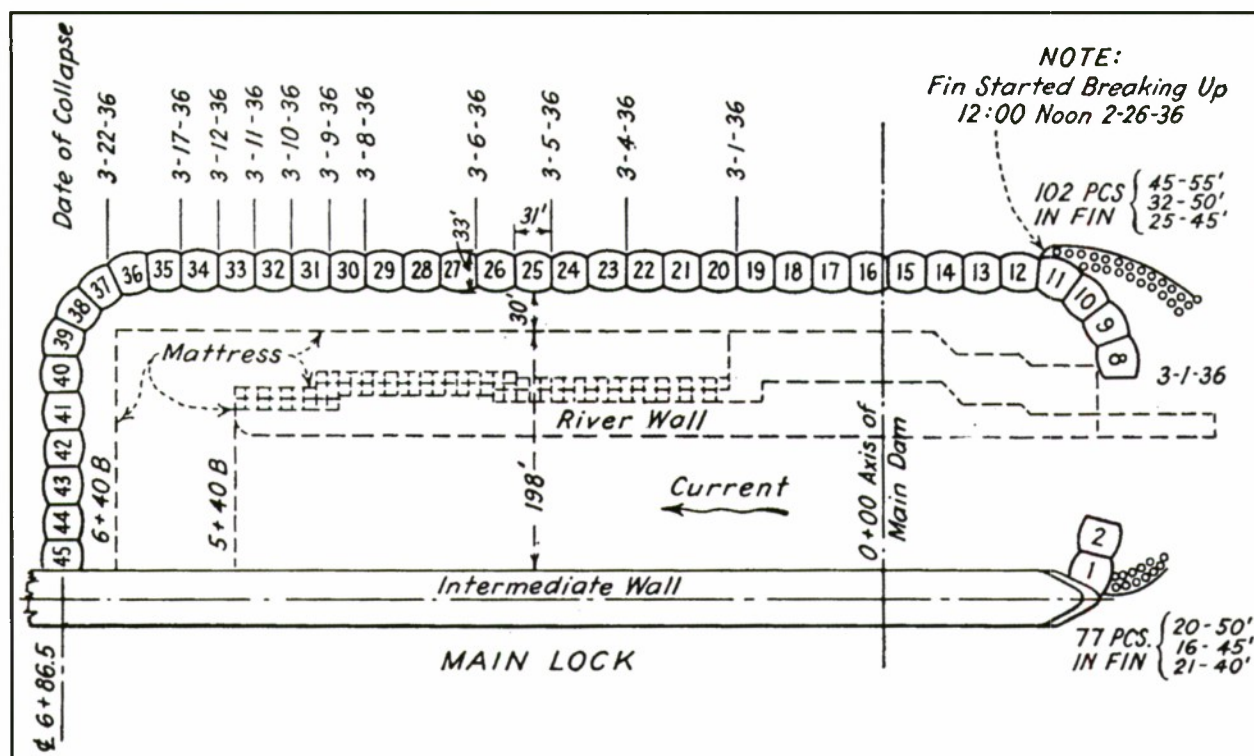 NOTE:
Fin Started Breaking Up
12:00 Noon 2-26-36
Date of Collapse
3-22-36
3-17-36
3-12-36
3-11-36
3-10-36
3-9-36
3-8-36
3-6-36
3-5-36
3-4-36
3-1-36
102 PCS
IN FIN
45-55'
32-50'
25-45'
33'
31'
45 44 43 42 41 40 39 38 37 36 35 34 33 32 31 30 29 28 27 26 25 24 23 22 21 20 19 18 17 16 15 14 13 12 11 10 9 8
3-1-36
30'
Mattress
River Wall
6+40 B
5+40 B
198'
Current
0+00 Axis of
Main Dam
2
1
Intermediate Wall
MAIN LOCK
77 PCS.
IN FIN
20-50'
16-45'
21-40'
℄ 6+86.5